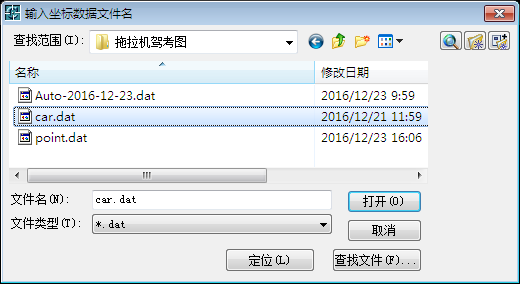 输入坐标数据文件名
查找范围(I): 拖拉机驾考图
名称 修改日期
Auto-2016-12-23.dat 2016/12/23 9:59
car.dat 2016/12/21 11:59
point.dat 2016/12/23 16:06
文件名(N): car.dat 打开(O)
文件类型(T): *.dat 取消
定位(L) 查找文件(F)...